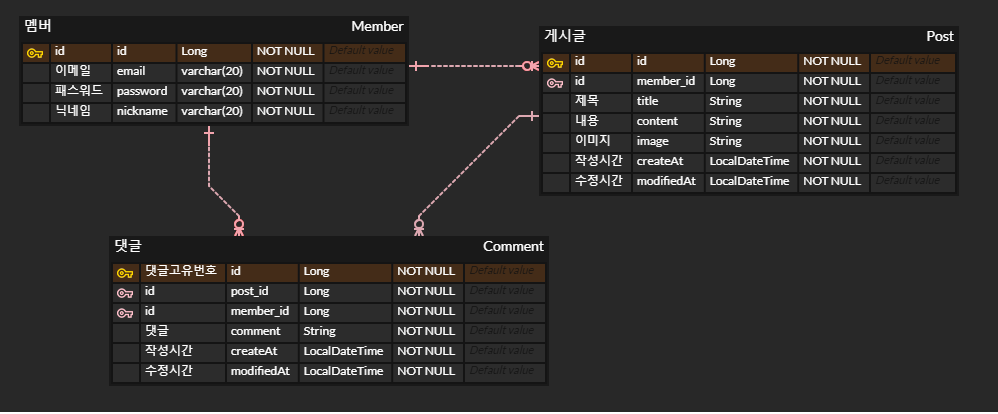 멤버 Member
id id Long NOT NULL Default value
이메일 email varchar(20) NOT NULL Default value
패스워드 password varchar(20) NOT NULL Default value
닉네임 nickname varchar(20) NOT NULL Default value
게시글 Post
id id Long NOT NULL Default value
id member_id Long NOT NULL Default value
제목 title String NOT NULL Default value
내용 content String NOT NULL Default value
이미지 image String NOT NULL Default value
작성시간 createAt LocalDateTime NOT NULL Default value
수정시간 modifiedAt LocalDateTime NOT NULL Default value
댓글 Comment
댓글고유번호 id Long NOT NULL Default value
id post_id Long NOT NULL Default value
id member_id Long NOT NULL Default value
댓글 comment String NOT NULL Default value
작성시간 createAt LocalDateTime NOT NULL Default value
수정시간 modifiedAt LocalDateTime NOT NULL Default value